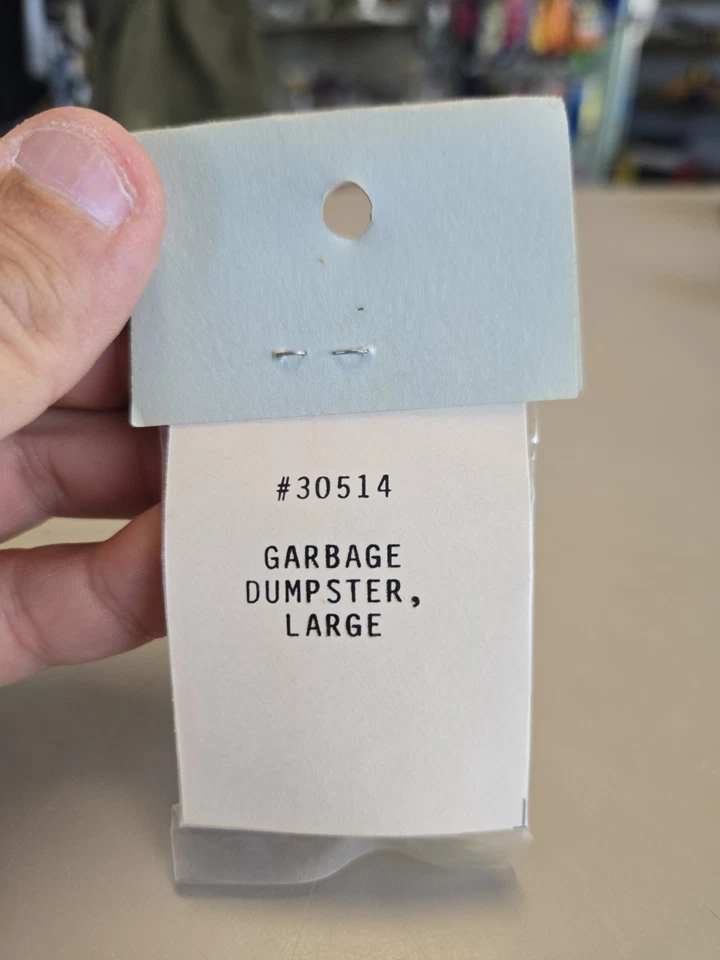 #30514
GARBAGE
DUMPSTER,
LARGE